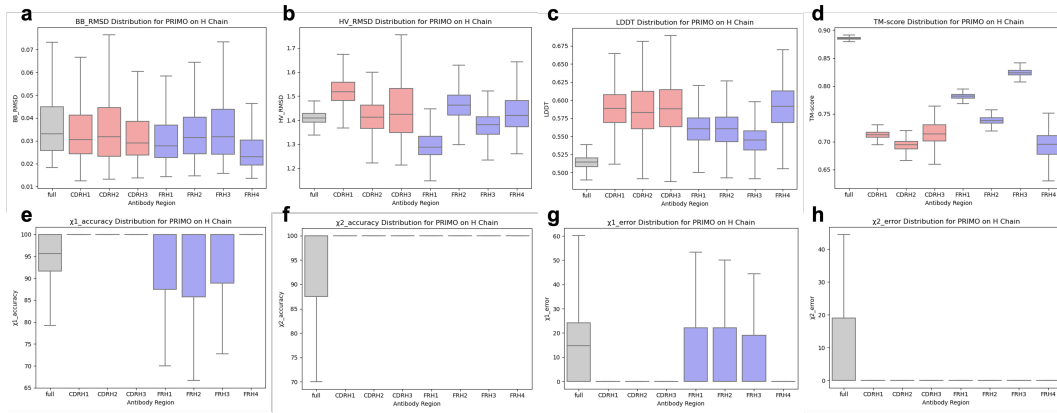 a
BB_RMSD Distribution for PRIMO on H Chain
BB_RMSD
0.07
0.06
0.05
0.04
0.03
0.02
0.01
full CDRH1 CDRH2 CDRH3 FRH1 FRH2 FRH3 FRH4
Antibody Region
b
HV_RMSD Distribution for PRIMO on H Chain
HV_RMSD
1.7
1.6
1.5
1.4
1.3
1.2
full CDRH1 CDRH2 CDRH3 FRH1 FRH2 FRH3 FRH4
Antibody Region
c
LDDT Distribution for PRIMO on H Chain
LDDT
0.675
0.650
0.625
0.600
0.575
0.550
0.525
0.500
full CDRH1 CDRH2 CDRH3 FRH1 FRH2 FRH3 FRH4
Antibody Region
d
TM-score Distribution for PRIMO on H Chain
TM-score
0.90
0.85
0.80
0.75
0.70
0.65
full CDRH1 CDRH2 CDRH3 FRH1 FRH2 FRH3 FRH4
Antibody Region
e
χ1_accuracy Distribution for PRIMO on H Chain
χ1_accuracy
100
95
90
85
80
75
70
65
full CDRH1 CDRH2 CDRH3 FRH1 FRH2 FRH3 FRH4
Antibody Region
f
χ2_accuracy Distribution for PRIMO on H Chain
χ2_accuracy
100
95
90
85
80
75
70
full CDRH1 CDRH2 CDRH3 FRH1 FRH2 FRH3 FRH4
Antibody Region
g
χ1_error Distribution for PRIMO on H Chain
χ1_error
60
50
40
30
20
10
0
full CDRH1 CDRH2 CDRH3 FRH1 FRH2 FRH3 FRH4
Antibody Region
h
χ2_error Distribution for PRIMO on H Chain
χ2_error
40
30
20
10
0
full CDRH1 CDRH2 CDRH3 FRH1 FRH2 FRH3 FRH4
Antibody Region